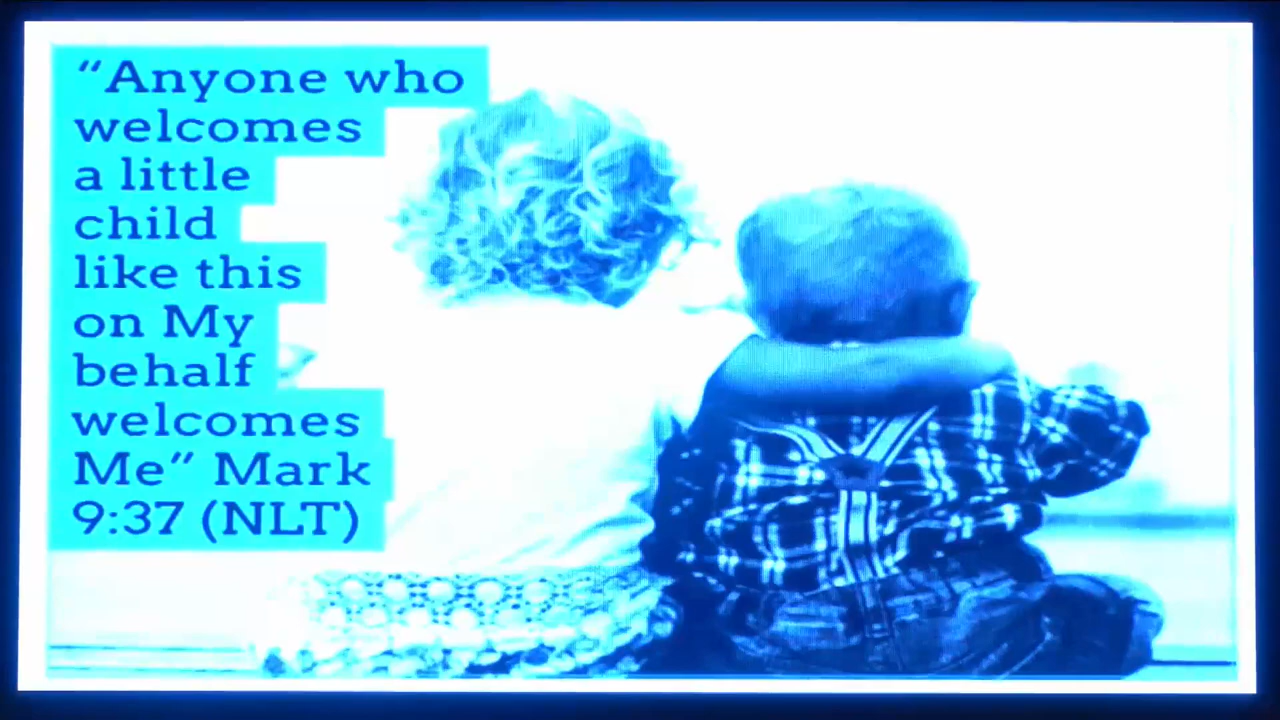 “Anyone who
welcomes
a little
child
like this
on My
behalf
welcomes
Me” Mark
9:37 (NLT)